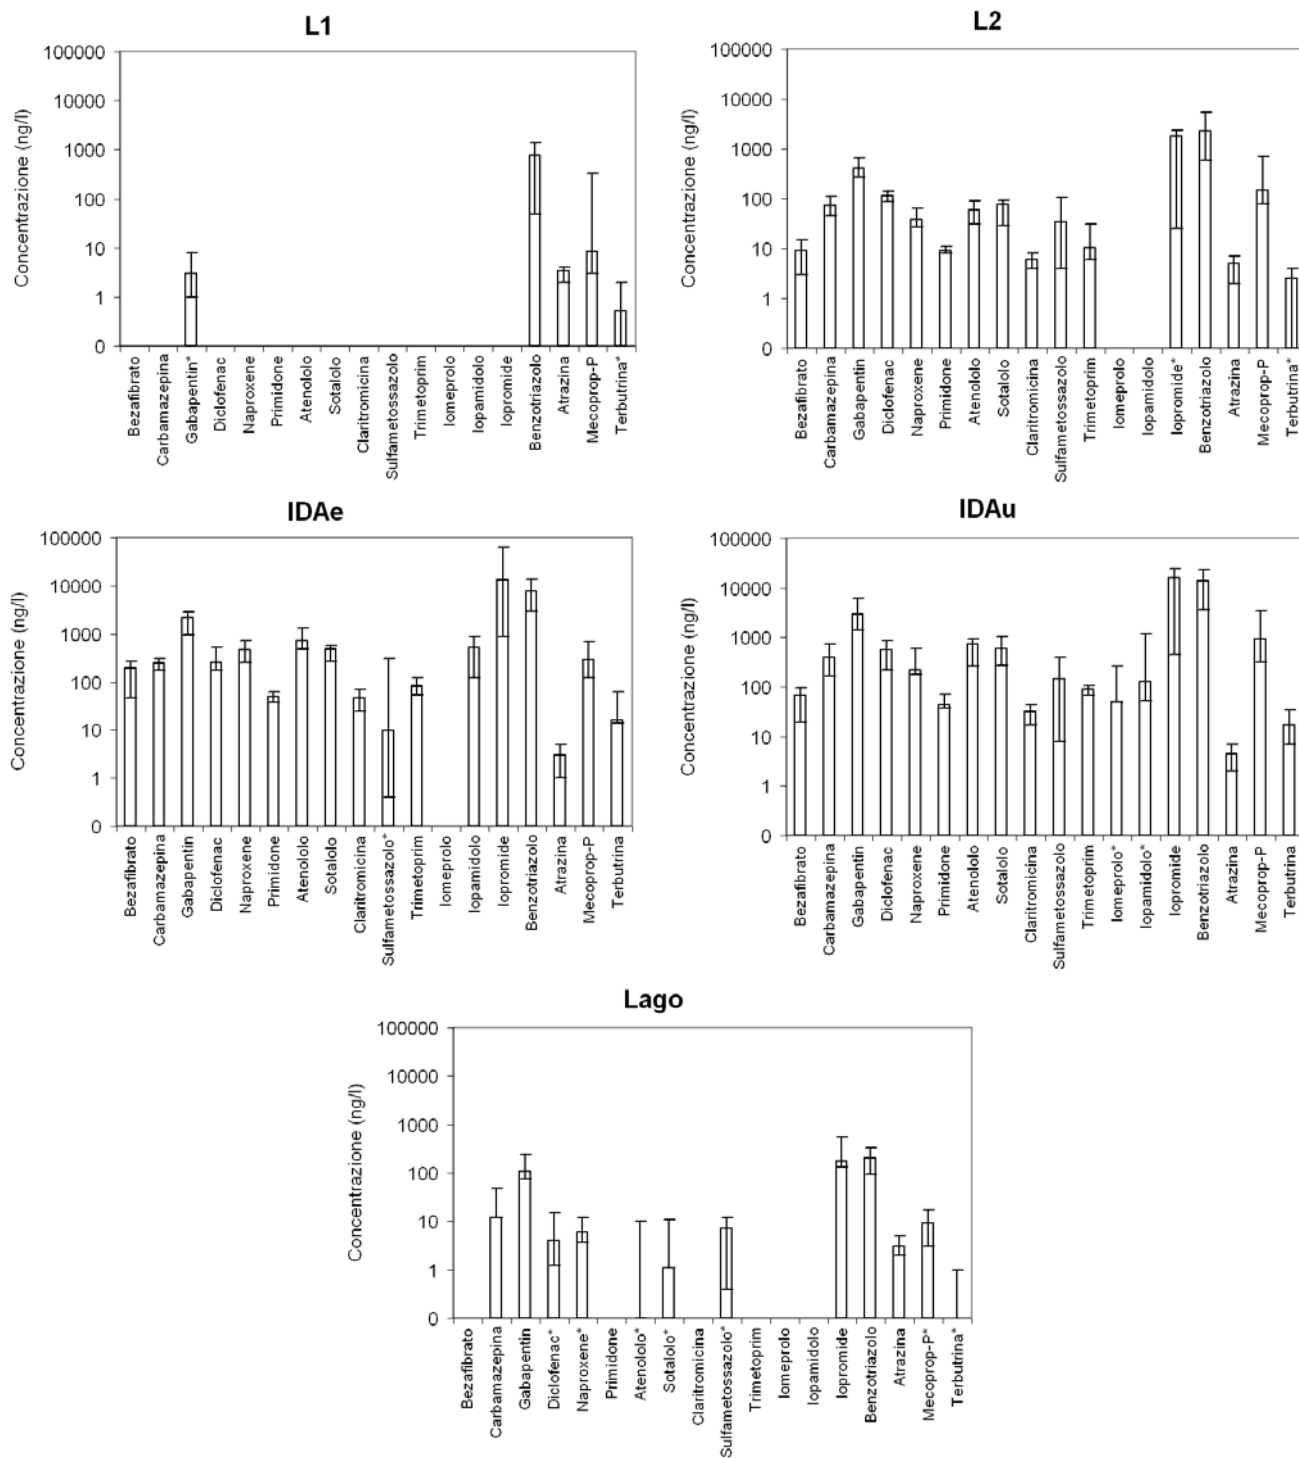 L1
Concentrazione (ng/l)
100000
10000
1000
100
10
1
0
Bezafibrato
Carbamazepina
Gabapentin*
Diclofenac
Naproxene
Primidone
Atenololo
Sotalolo
Claritromicina
Sulfametossazolo
Trimetoprim
Iomeprolo
Iopamidolo
Iopromide
Benzotriazolo
Atrazina
Mecoprop-P
Terbutrina*
L2
Concentrazione (ng/l)
100000
10000
1000
100
10
1
0
Bezafibrato
Carbamazepina
Gabapentin
Diclofenac
Naproxene
Primidone
Atenololo
Sotalolo
Claritromicina
Sulfametossazolo
Trimetoprim
Iomeprolo
Iopamidolo
Iopromide*
Benzotriazolo
Atrazina
Mecoprop-P
Terbutrina*
IDAe
Concentrazione (ng/l)
100000
10000
1000
100
10
1
0
Bezafibrato
Carbamazepina
Gabapentin
Diclofenac
Naproxene
Primidone
Atenololo
Sotalolo
Claritromicina
Sulfametossazolo*
Trimetoprim
Iomeprolo
Iopamidolo
Iopromide
Benzotriazolo
Atrazina
Mecoprop-P
Terbutrina
IDAu
Concentrazione (ng/l)
100000
10000
1000
100
10
1
0
Bezafibrato
Carbamazepina
Gabapentin
Diclofenac
Naproxene
Primidone
Atenololo
Sotalolo
Claritromicina
Sulfametossazolo
Trimetoprim
Iomeprolo*
Iopamidolo*
Iopromide
Benzotriazolo
Atrazina
Mecoprop-P
Terbutrina
Lago
Concentrazione (ng/l)
100000
10000
1000
100
10
1
0
Bezafibrato
Carbamazepina
Gabapentin
Diclofenac*
Naproxene*
Primidone
Atenololo*
Sotalolo*
Claritromicina
Sulfametossazolo*
Trimetoprim
Iomeprolo
Iopamidolo
Iopromide
Benzotriazolo
Atrazina
Mecoprop-P*
Terbutrina*